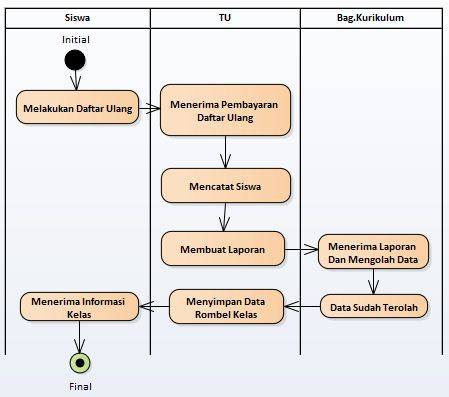 Siswa
TU
Bag.Kurikulum
Initial
Melakukan Daftar Ulang
Menerima Pembayaran
Daftar Ulang
Mencatat Siswa
Membuat Laporan
Menerima Laporan
Dan Mengolah Data
Data Sudah Terolah
Menyimpan Data
Rombel Kelas
Menerima Informasi
Kelas
Final